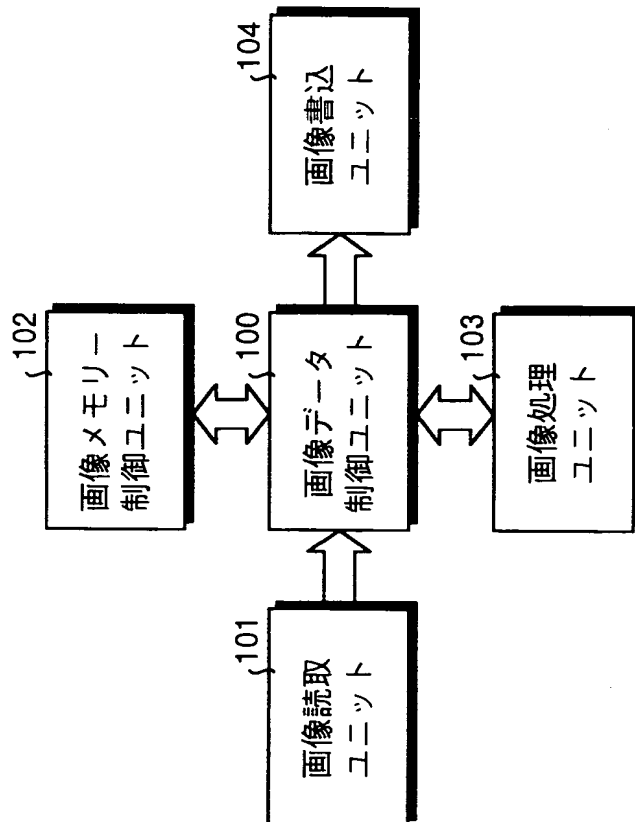 102
画像メモリー
制御ユニット
101
画像読取
ユニット
100
画像データ
制御ユニット
104
画像書込
ユニット
103
画像処理
ユニット